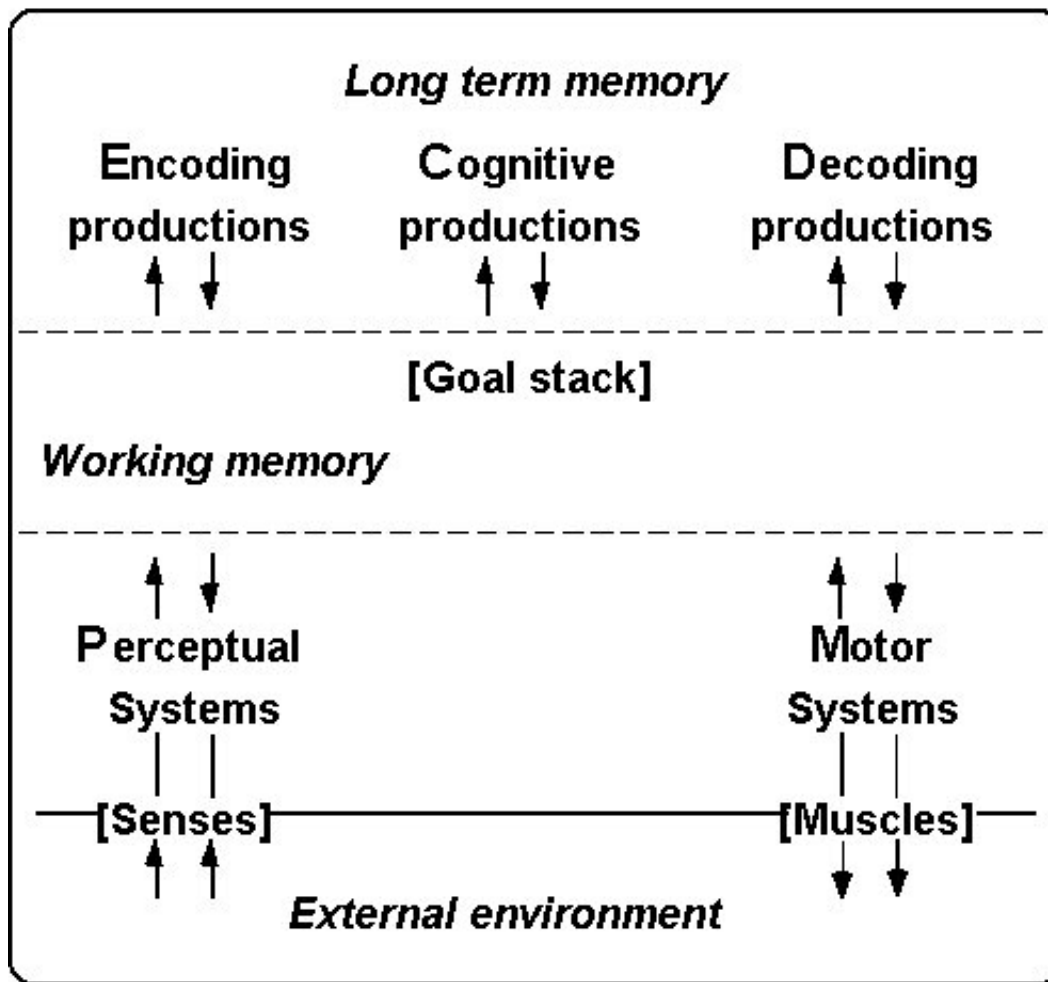 Long term memory
Encoding Cognitive Decoding
productions productions productions
[Goal stack]
Working memory
Perceptual Motor
Systems Systems
[Senses] [Muscles]
External environment